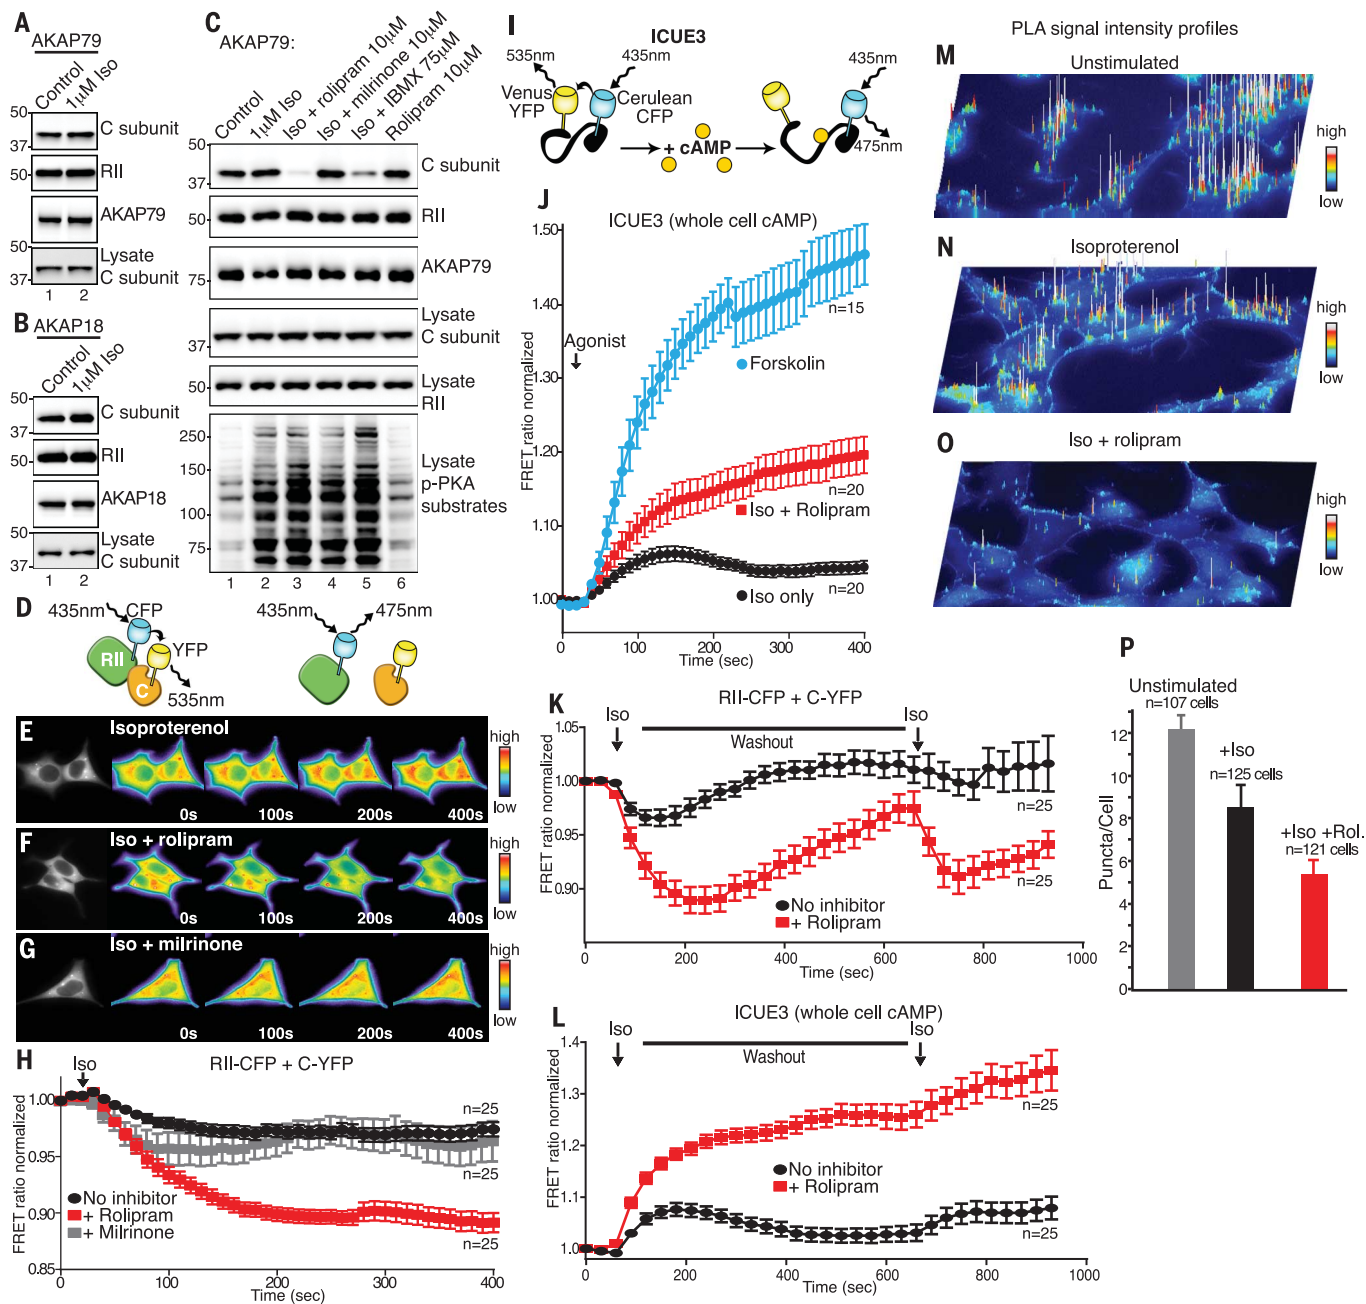 A
AKAP79
Control
1μM Iso
50
37
C subunit
50
RII
AKAP79
50
37
Lysate
C subunit
1 2
B
AKAP18
Control
1μM Iso
50
37
C subunit
50
RII
50
AKAP18
50
37
Lysate
C subunit
1 2
C
AKAP79:
Control
1μM Iso
Iso + rolipram 10μM
Iso + milrinone 10μM
Iso + IBMX 75μM
Rolipram 10μM
50
37
C subunit
50
RII
75
AKAP79
37
Lysate
C subunit
50
Lysate
RII
250
150
100
75
Lysate
p-PKA
substrates
1 2 3 4 5 6
D
435nm
CFP
YFP
RII
C
535nm
435nm
475nm
E
Isoproterenol
0s 100s 200s 400s
high
low
F
Iso + rolipram
0s 100s 200s 400s
high
low
G
Iso + milrinone
0s 100s 200s 400s
high
low
H
RII-CFP + C-YFP
Iso
FRET ratio normalized
1.00
0.95
0.90
0.85
n=25
n=25
n=25
No inhibitor
+ Rolipram
+ Milrinone
0 100 200 300 400
Time (sec)
I
ICUE3
535nm
435nm
Venus
YFP
Cerulean
CFP
+ cAMP
435nm
475nm
J
ICUE3 (whole cell cAMP)
FRET ratio normalized
1.50
1.40
1.30
1.20
1.10
1.00
Agonist
n=15
Forskolin
n=20
Iso + Rolipram
n=20
Iso only
0 100 200 300 400
Time (sec)
K
RII-CFP + C-YFP
FRET ratio normalized
1.05
1.00
0.95
0.90
Iso
Washout
Iso
n=25
n=25
No inhibitor
+ Rolipram
0 200 400 600 800 1000
Time (sec)
L
ICUE3 (whole cell cAMP)
FRET ratio normalized
1.4
1.3
1.2
1.1
1.0
Iso
Washout
Iso
n=25
n=25
No inhibitor
+ Rolipram
0 200 400 600 800 1000
Time (sec)
PLA signal intensity profiles
M
Unstimulated
high
low
N
Isoproterenol
high
low
O
Iso + rolipram
high
low
P
Puncta/Cell
12
10
8
6
4
2
0
Unstimulated
n=107 cells
+Iso
n=125 cells
+Iso +Rol.
n=121 cells